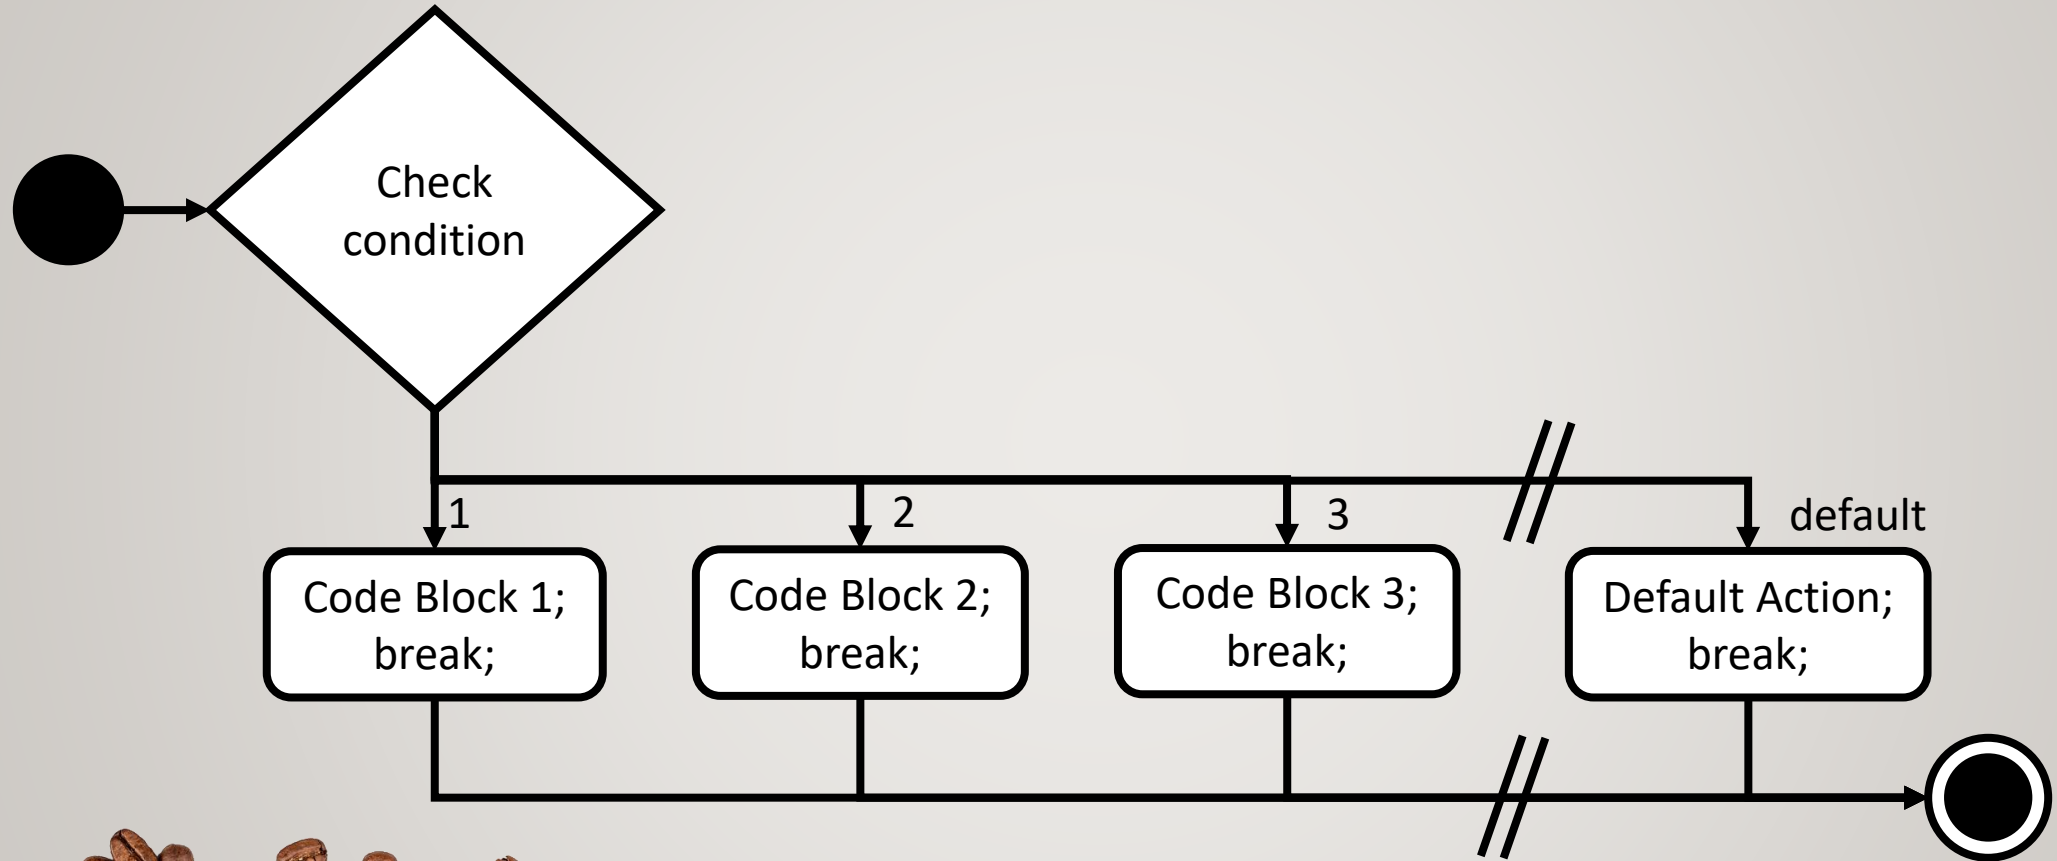 Check
condition
1
2
3
default
Code Block 1;
break;
Code Block 2;
break;
Code Block 3;
break;
Default Action;
break;